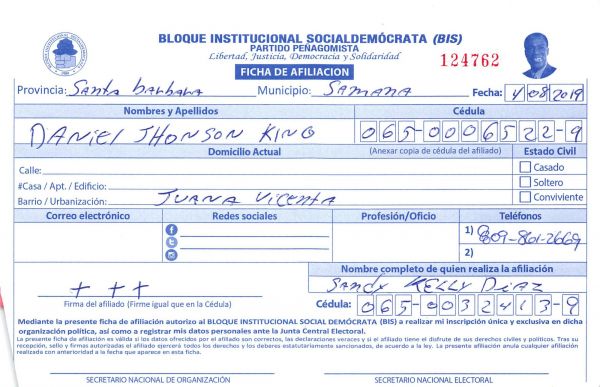 BLOQUE INSTITUCIONAL SOCIALDEMÓCRATA (BIS)
PARTIDO PEÑAGOMISTA
Libertad, Justicia, Democracia y Solidaridad
124762
FICHA DE AFILIACION
Provincia: Santa barbara Municipio: SAMANA Fecha: 4/08/2019
Nombres y Apellidos Cédula
DANiEl JHONSON KING 065-0006522-9
Domicilio Actual (Anexar copia de cédula del afiliado) Estado Civil
Calle: Casado
#Casa / Apt. / Edificio: Soltero
Barrio / Urbanización: JUANA VICENTA Conviviente
Correo electrónico Redes sociales Profesión/Oficio Teléfonos
1) 809-861-2669
2)
Nombre completo de quien realiza la afiliación
+ + + SANDY KELLY DiAZ
Firma del afiliado (Firme igual que en la Cédula) Cédula: 065-0032413-9
Mediante la presente ficha de afiliación autorizo al BLOQUE INSTITUCIONAL SOCIAL DEMÓCRATA (BIS) a realizar mi inscripción única y exclusiva en dicha
organización política, así como a registrar mis datos personales ante la Junta Central Electoral.
La presente ficha de afiliación es válida si los datos ofrecidos por el afiliado son correctos, las declaraciones veraces y si el afiliado tiene el disfrute de sus derechos civiles y políticos. Tras su
recepción, sello y firmas autorizadas el afiliado ejercerá todos los derechos y los deberes estatutariamente sancionados, de acuerdo a la ley. La presente afiliación anula cualquier afiliación
realizada con anterioridad a la fecha que aparece en esta ficha.
SECRETARIO NACIONAL DE ORGANIZACIÓN SECRETARIO NACIONAL ELECTORAL